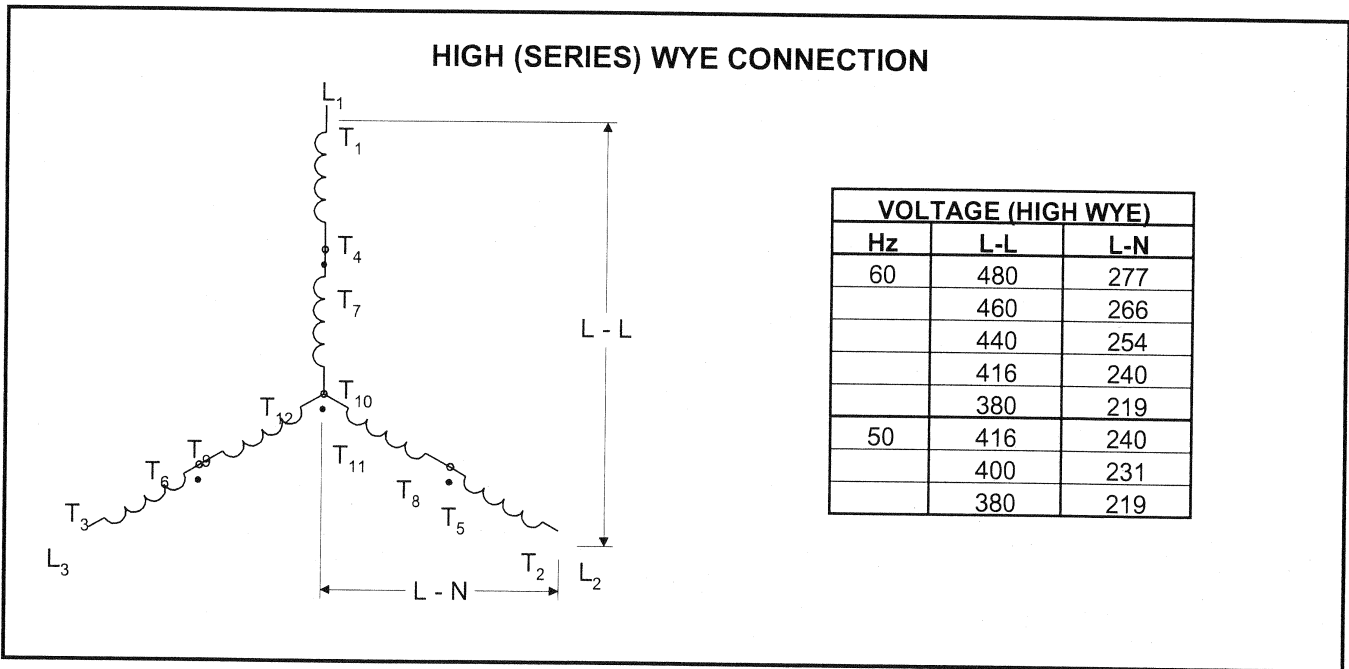 HIGH (SERIES) WYE CONNECTION
L1
T1
T4
T7
L - L
T10
T12
T11
T9
T6
T8
T5
T3
L3
T2
L2
L - N
VOLTAGE (HIGH WYE)
Hz L-L L-N
60 480 277
460 266
440 254
416 240
380 219
50 416 240
400 231
380 219